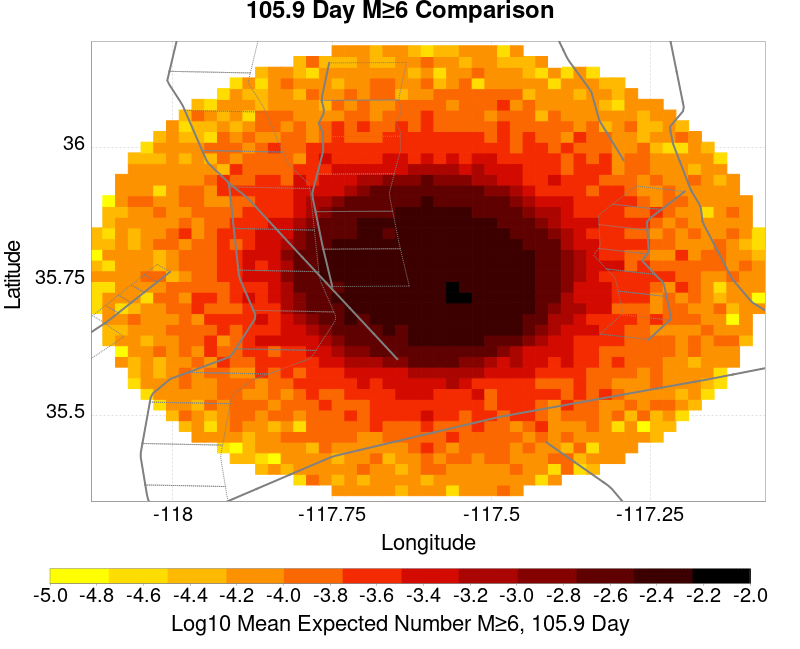 105.9 Day M≥6 Comparison
36
35.75
35.5
Latitude
-118 -117.75 -117.5 -117.25
Longitude
-5.0 -4.8 -4.6 -4.4 -4.2 -4.0 -3.8 -3.6 -3.4 -3.2 -3.0 -2.8 -2.6 -2.4 -2.2 -2.0
Log10 Mean Expected Number M≥6, 105.9 Day